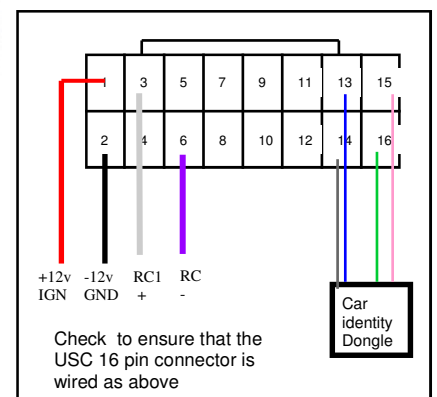 1 3 5 7 9 11 13 15
2 4 6 8 10 12 14 16
+12v -12v RC1 RC
IGN GND + -
Car
identity
Dongle
Check to ensure that the
USC 16 pin connector is
wired as above